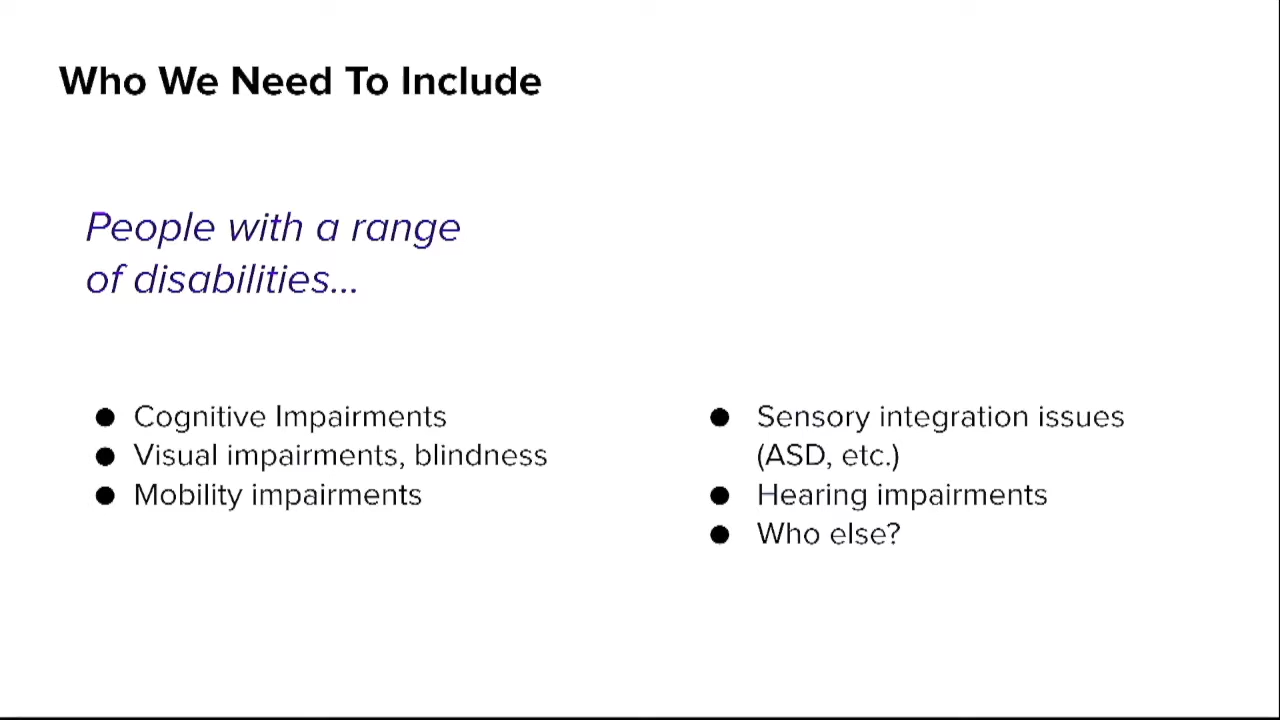 Who We Need To Include
People with a range
of disabilities...
● Cognitive Impairments
● Visual impairments, blindness
● Mobility impairments
● Sensory integration issues
(ASD, etc.)
● Hearing impairments
● Who else?